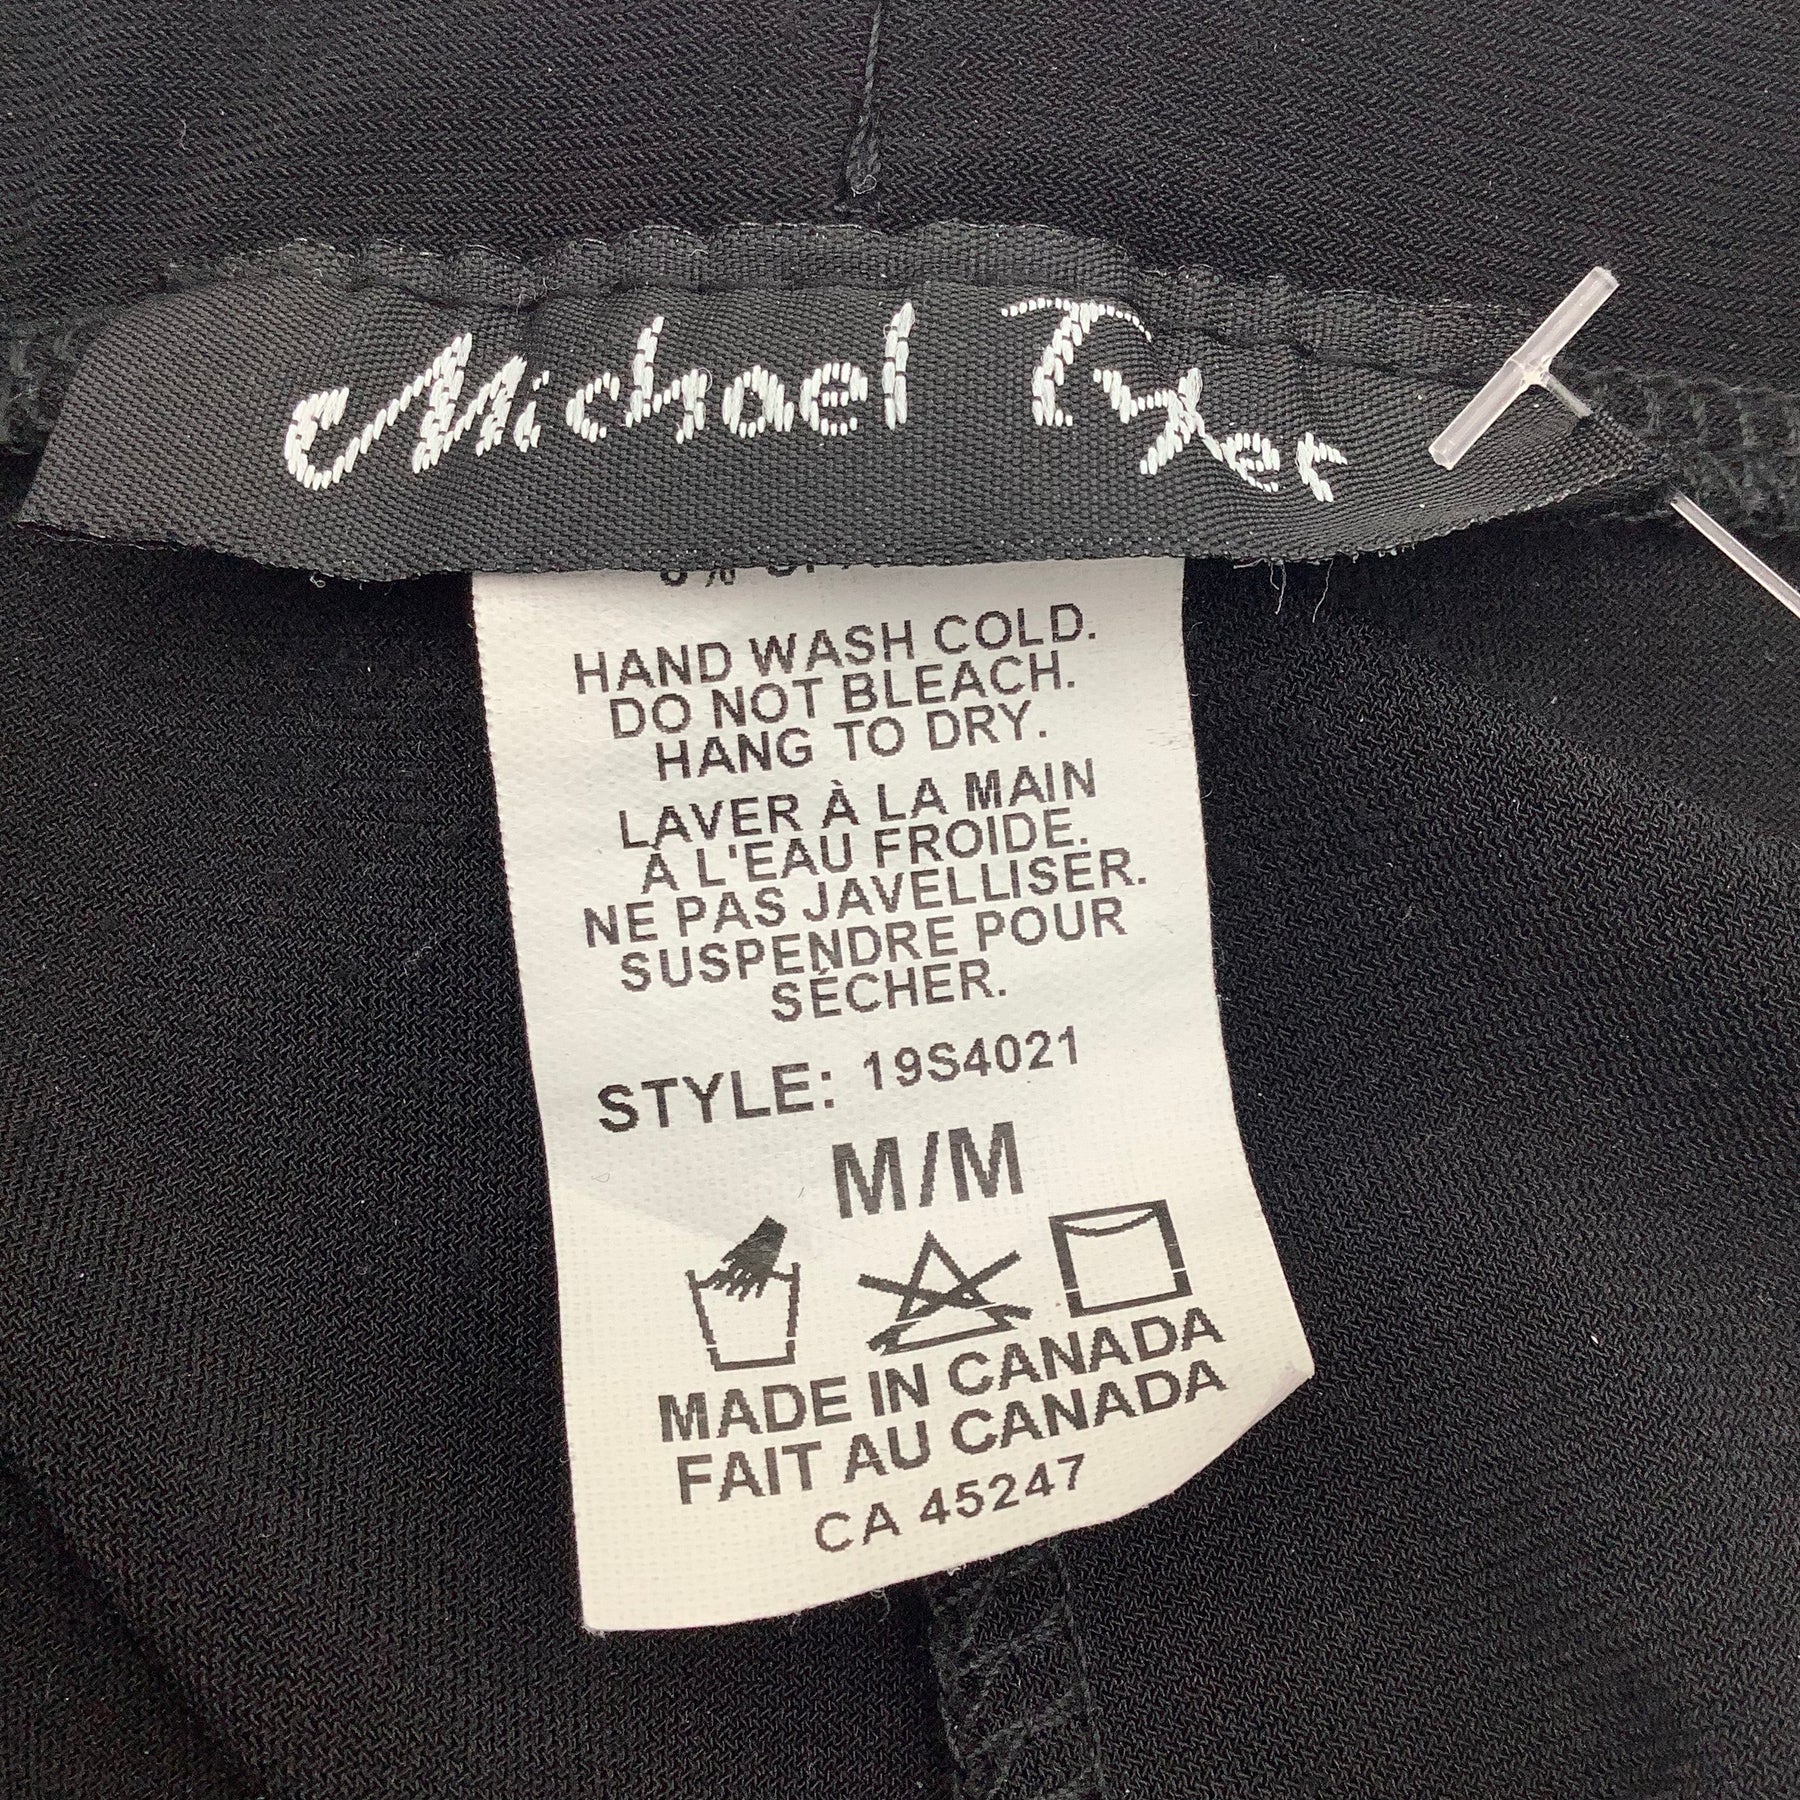 Michael Tyler
HAND WASH COLD.
DO NOT BLEACH.
HANG TO DRY.
LAVER À LA MAIN
À L'EAU FROIDE.
NE PAS JAVELLISER.
SUSPENDRE POUR
SÉCHER.
STYLE: 19S4021
M/M
MADE IN CANADA
FAIT AU CANADA
CA 45247